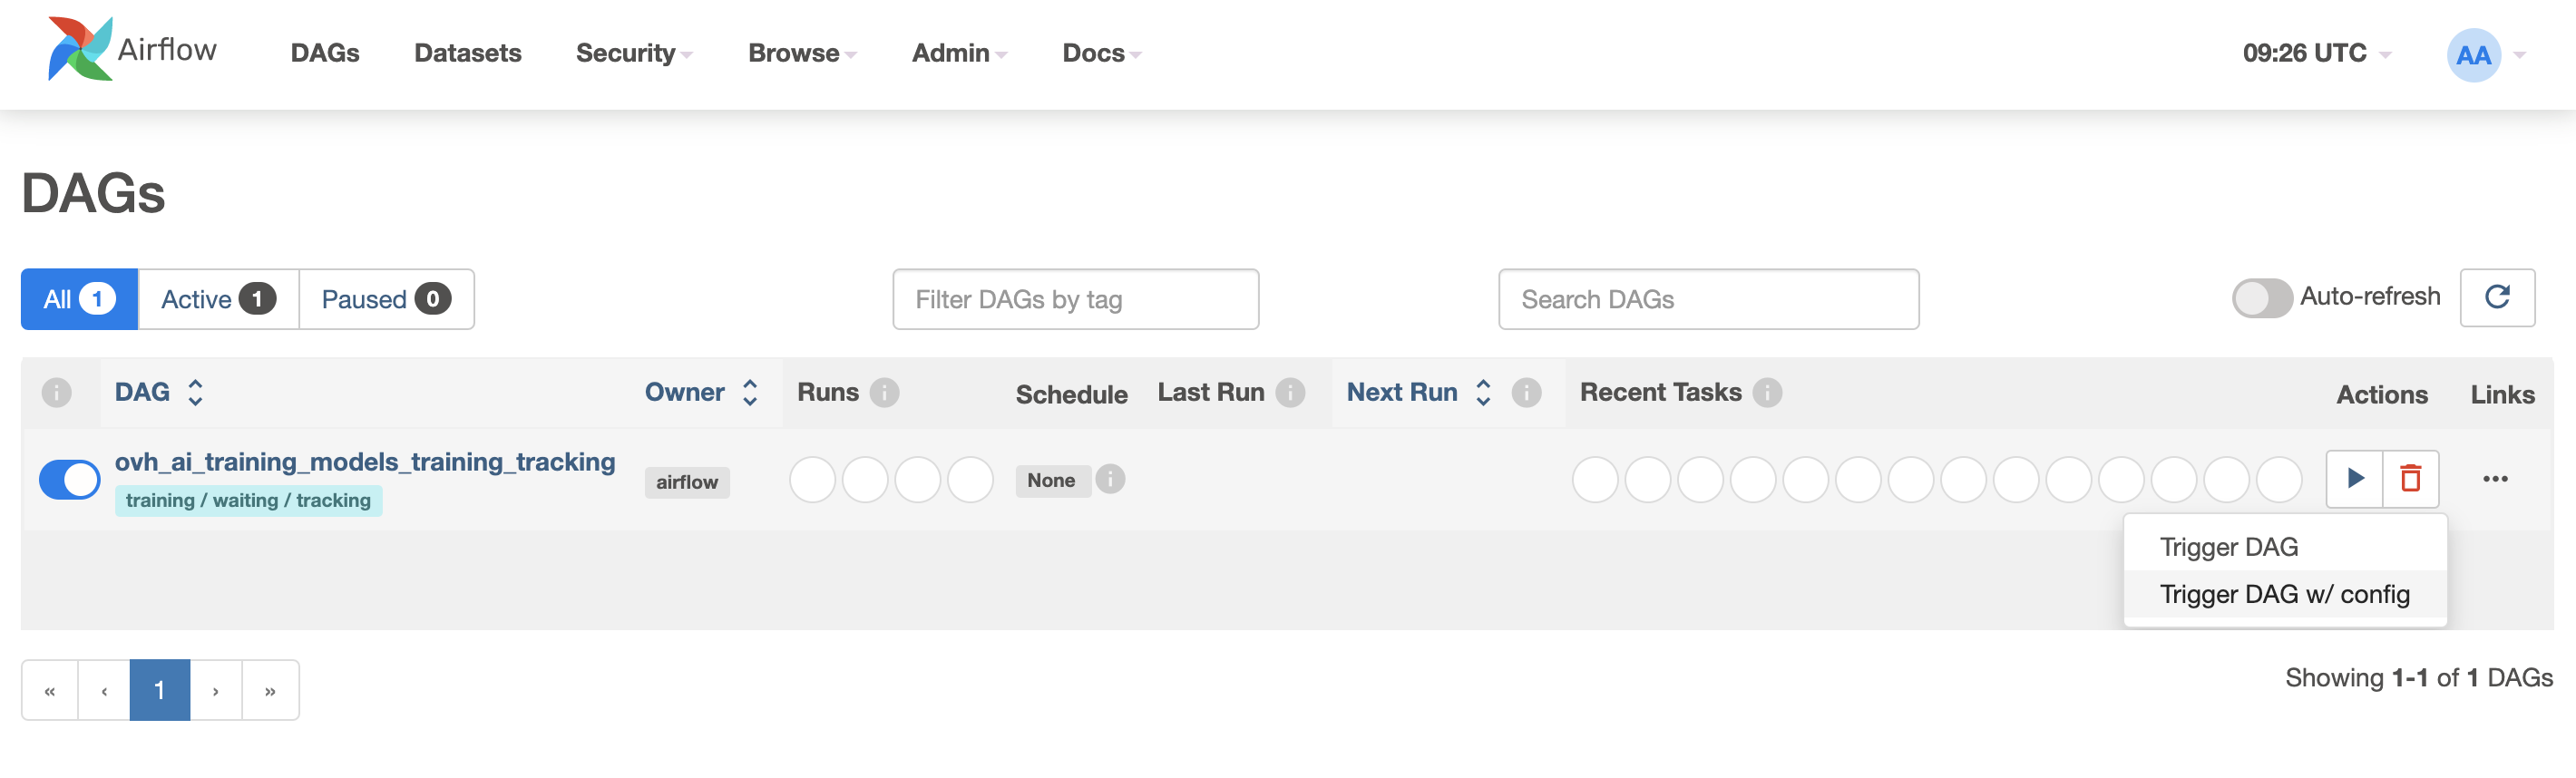 Airflow DAGs Datasets Security Browse Admin Docs 09:26 UTC AA
DAGs
All 1 Active 1 Paused 0 Filter DAGs by tag Search DAGs Auto-refresh
i DAG Owner Runs i Schedule Last Run i Next Run i Recent Tasks i Actions Links
ovh_ai_training_models_training_tracking
training / waiting / tracking airflow None i ...
Trigger DAG
Trigger DAG w/ config
« ‹ 1 › » Showing 1-1 of 1 DAGs